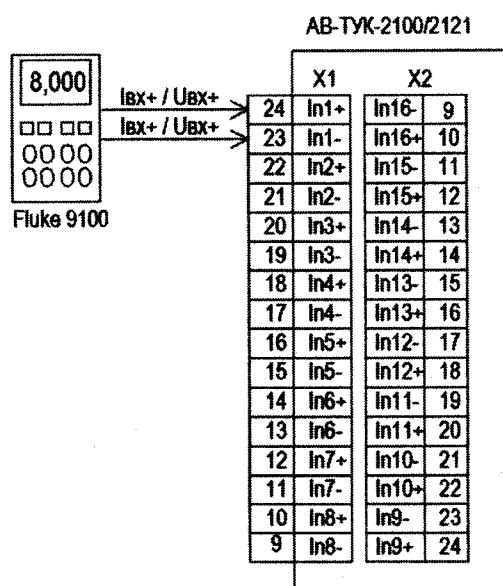 АВ-ТУК-2100/2121
8,000
Iвх+ / Uвх+
Iвх+ / Uвх+
Fluke 9100
X1 X2
24 In1+ In16- 9
23 In1- In16+ 10
22 In2+ In15- 11
21 In2- In15+ 12
20 In3+ In14- 13
19 In3- In14+ 14
18 In4+ In13- 15
17 In4- In13+ 16
16 In5+ In12- 17
15 In5- In12+ 18
14 In6+ In11- 19
13 In6- In11+ 20
12 In7+ In10- 21
11 In7- In10+ 22
10 In8+ In9- 23
9 In8- In9+ 24